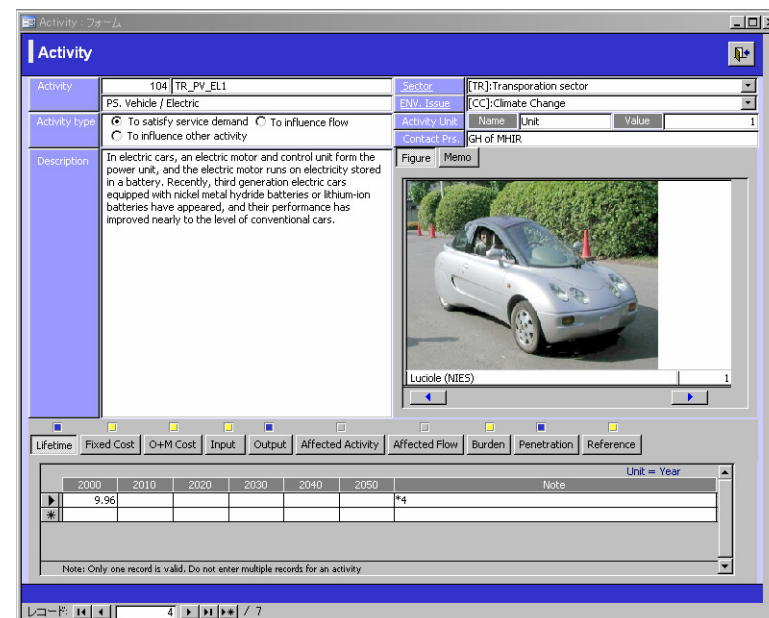 Activity : フォーム
Activity
Activity 104 TR_PV_EL1
PS. Vehicle / Electric
Sector [TR]:Transporation sector
ENV. Issue [CC]:Climate Change
Activity type To satisfy service demand To influence flow
To influence other activity
Activity Unit Name Unit Value 1
Contact Prs. GH of MHIR
Description In electric cars, an electric motor and control unit form the
power unit, and the electric motor runs on electricity stored
in a battery. Recently, third generation electric cars
equipped with nickel metal hydride batteries or lithium-ion
batteries have appeared, and their performance has
improved nearly to the level of conventional cars.
Figure Memo
Luciole (NIES) 1
Lifetime Fixed Cost O+M Cost Input Output Affected Activity Affected Flow Burden Penetration Reference
Unit = Year
2000 2010 2020 2030 2040 2050 Note
9.96 *4
Note: Only one record is valid. Do not enter multiple records for an activity
レコード: 4 / 7